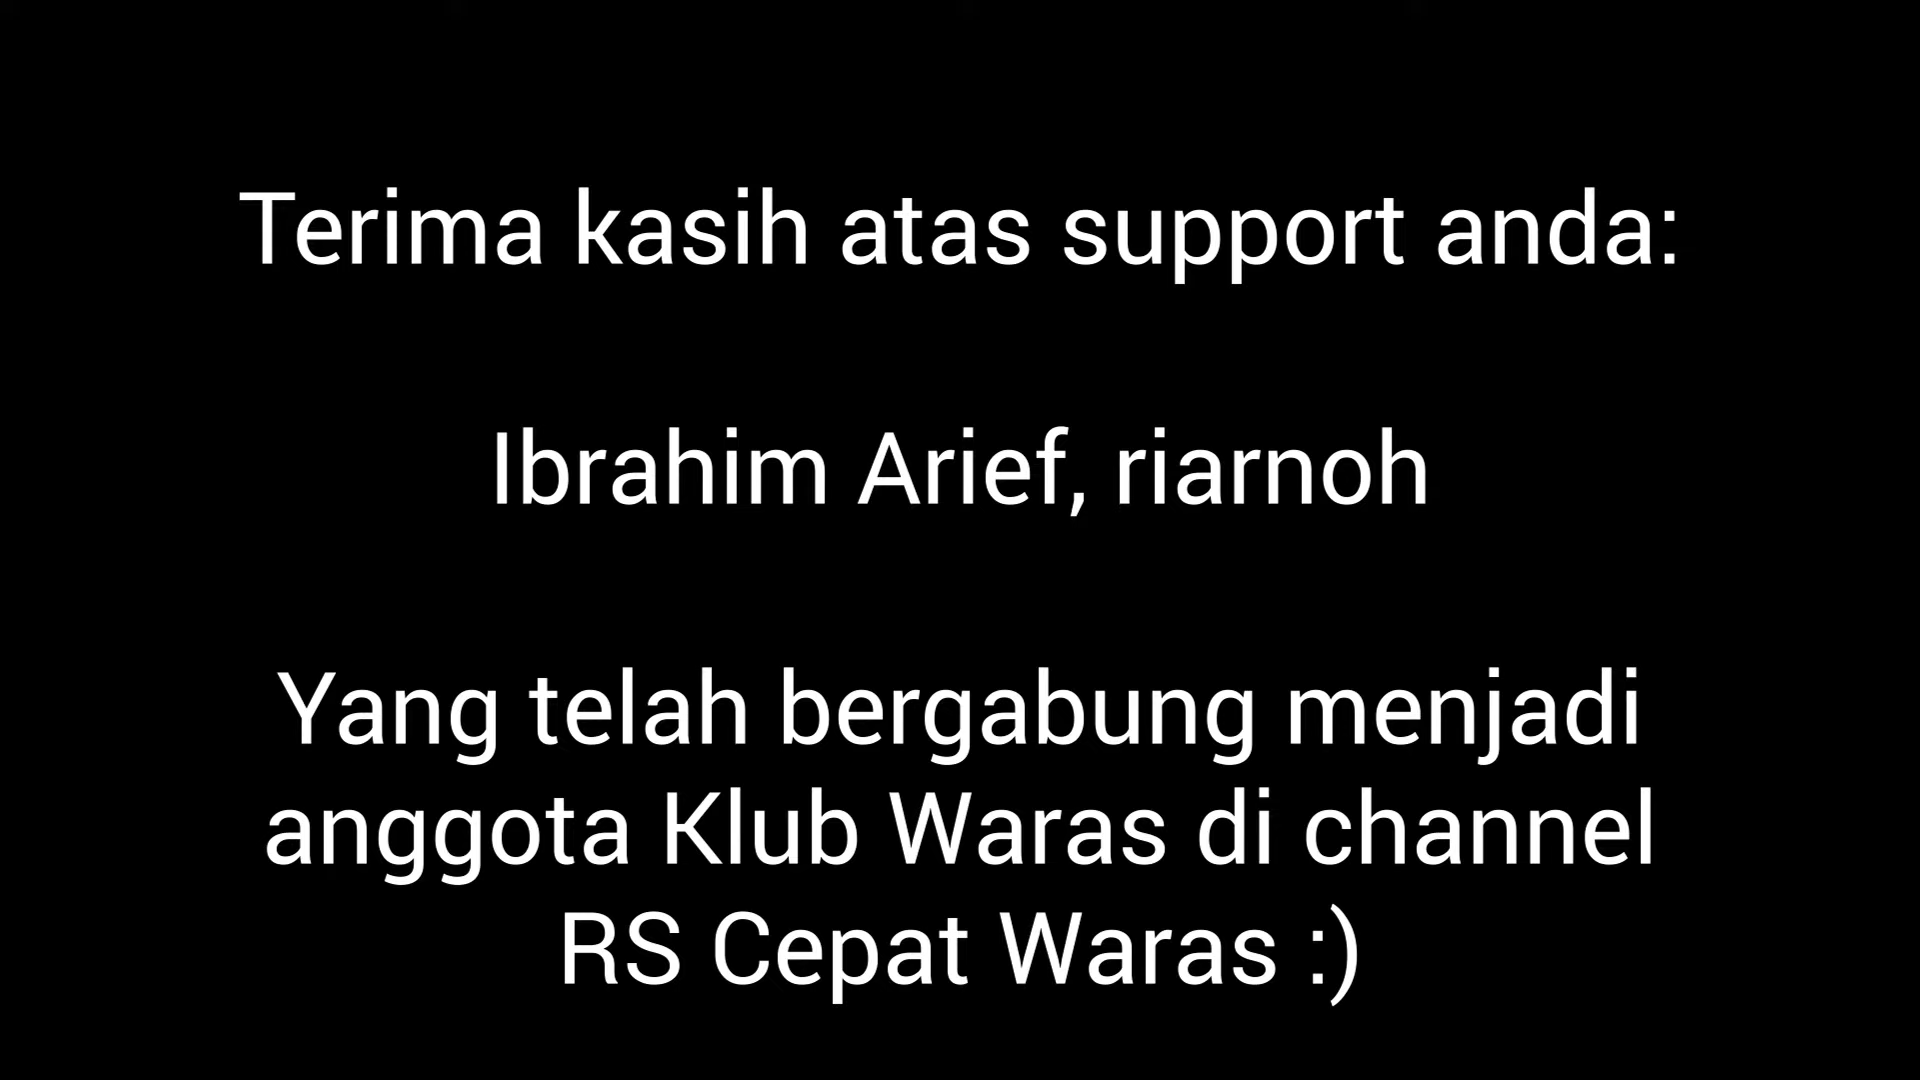 Terima kasih atas support anda:
Ibrahim Arief, riarnoh
Yang telah bergabung menjadi
anggota Klub Waras di channel
RS Cepat Waras :)